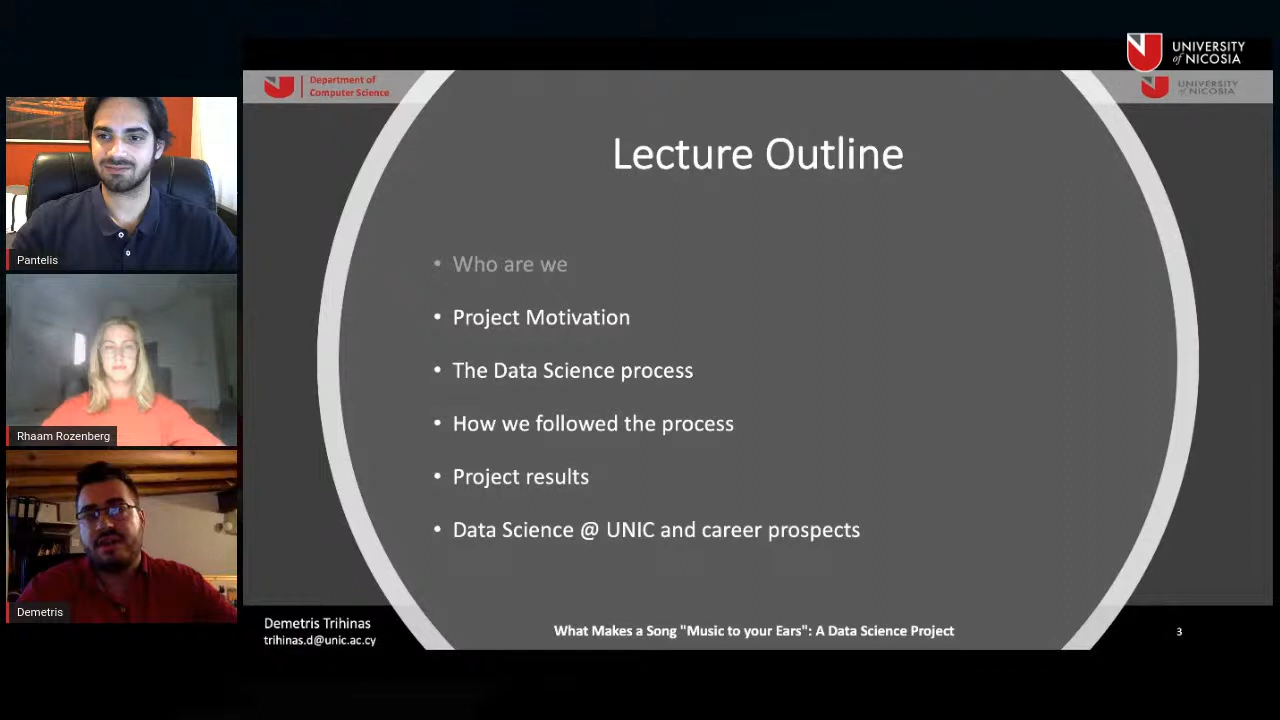 UNIVERSITY
of NICOSIA
Department of
Computer Science
UNIVERSITY
of NICOSIA
Lecture Outline
• Who are we
• Project Motivation
• The Data Science process
• How we followed the process
• Project results
• Data Science @ UNIC and career prospects
Pantelis
Rhaam Rozenberg
Demetris
Demetris Trihinas
trihinas.d@unic.ac.cy
What Makes a Song "Music to your Ears": A Data Science Project
3